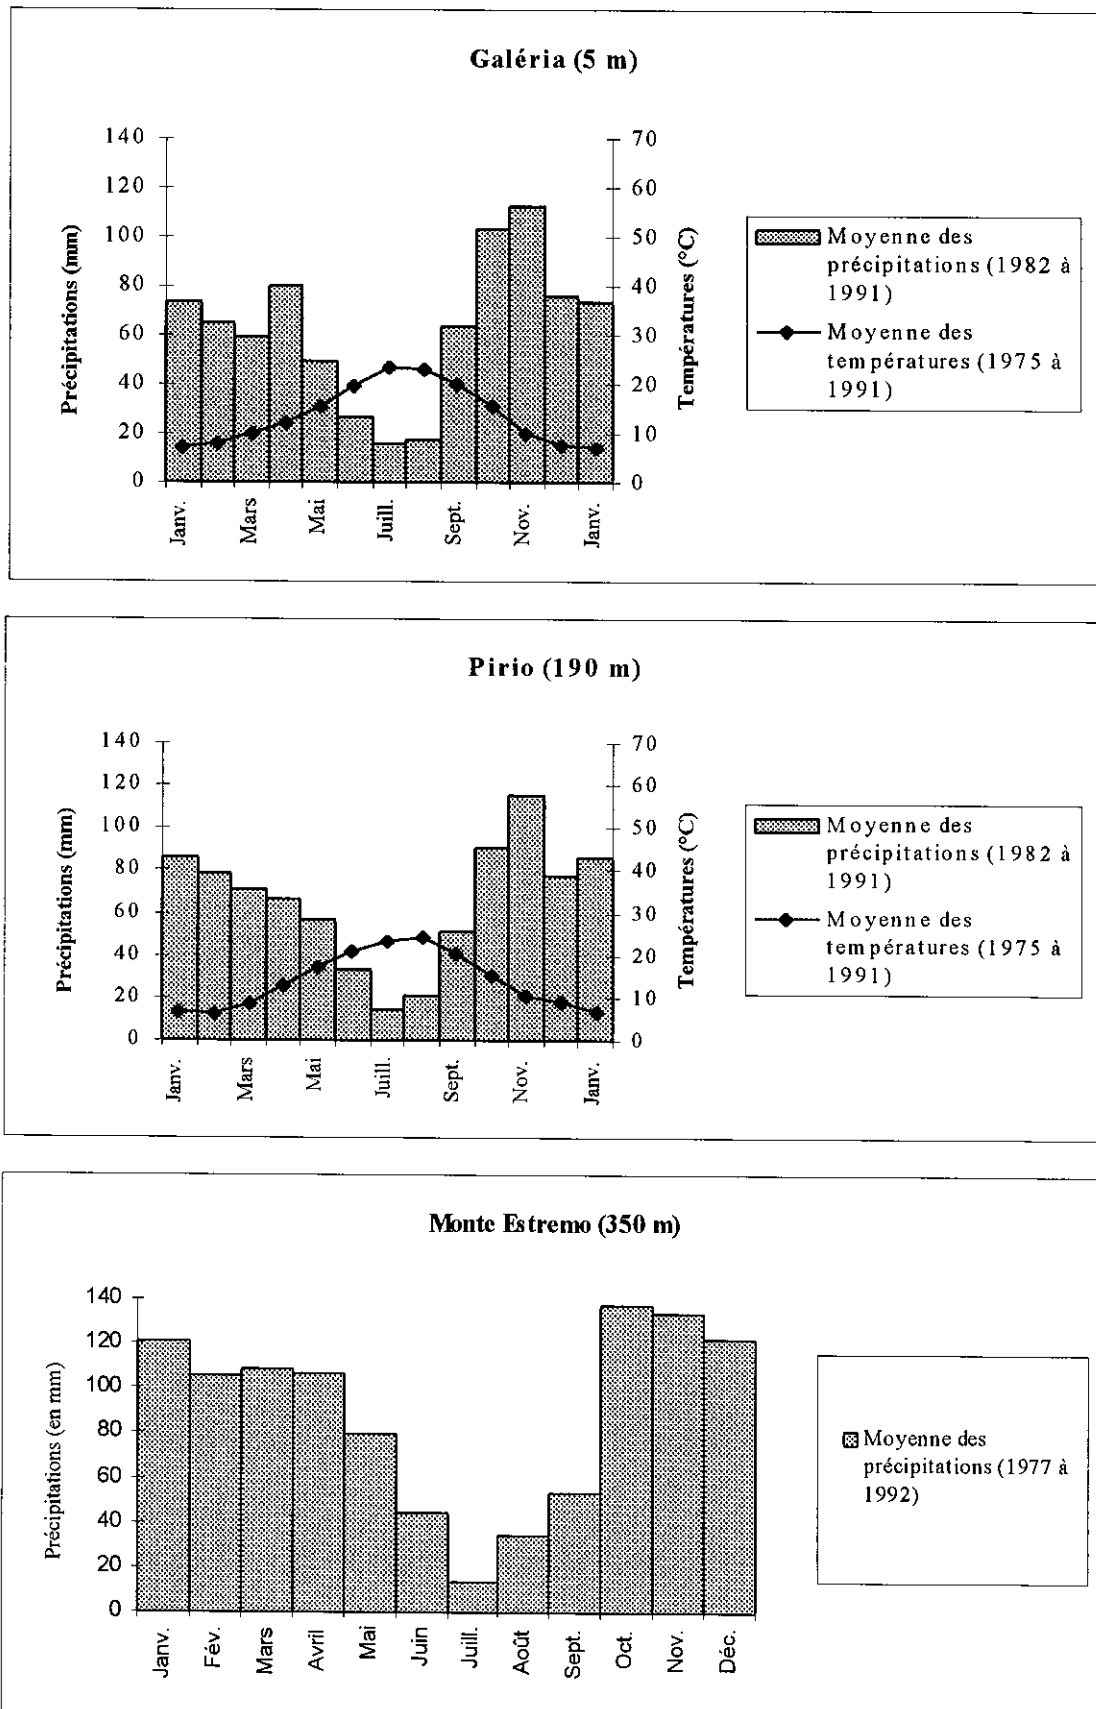 Galéria (5 m)
140
120
100
80
60
40
20
0
Précipitations (mm)
70
60
50
40
30
20
10
0
Températures (°C)
Janv.
Mars
Mai
Juill.
Sept.
Nov.
Janv.
Moyenne des
précipitations (1982 à
1991)
Moyenne des
températures (1975
à 1991)
Pirio (190 m)
140
120
100
80
60
40
20
0
Précipitations (mm)
70
60
50
40
30
20
10
0
Températures (°C)
Janv.
Mars
Mai
Juill.
Sept.
Nov.
Janv.
Moyenne des
précipitations (1982 à
1991)
Moyenne des
températures (1975 à
1991)
Monte Estremo (350 m)
140
120
100
80
60
40
20
0
Précipitations (en mm)
Janv.
Fév.
Mars
Avril
Mai
Juin
Juill.
Août
Sept.
Oct.
Nov.
Déc.
Moyenne des
précipitations (1977 à
1992)